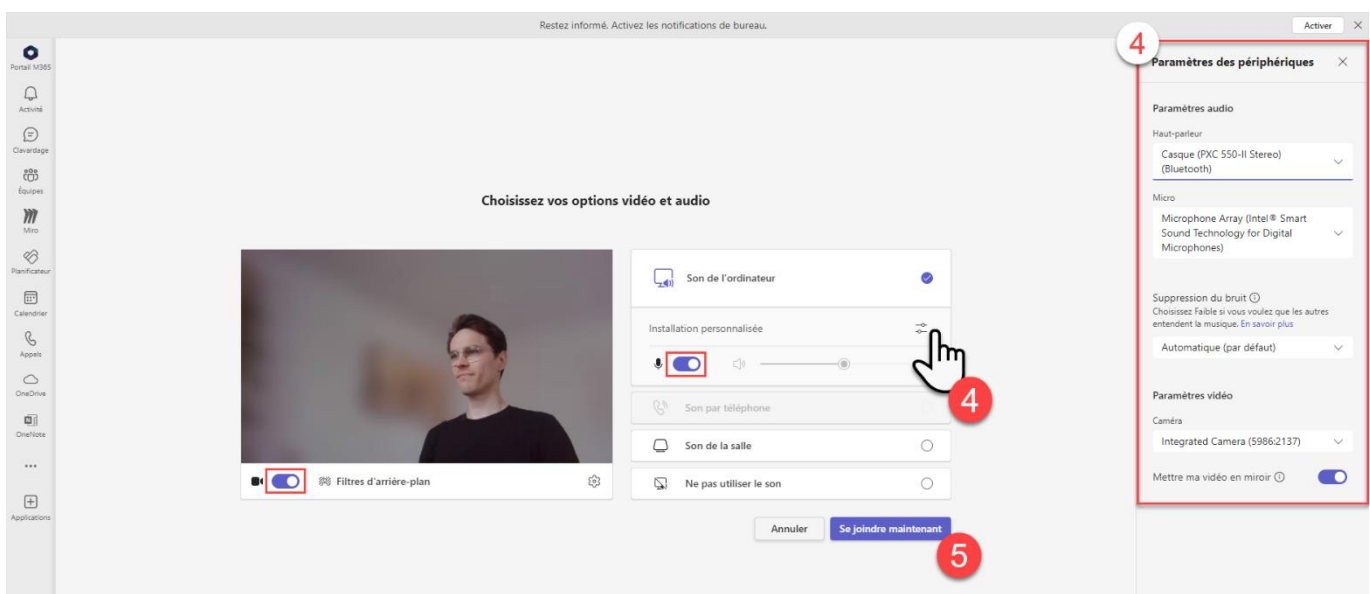 Restez informé. Activez les notifications de bureau.
Activer
Portail M365
Activité
Clavardage
Équipes
Miro
Planificateur
Calendrier
Appels
OneDrive
OneNote
Applications
Choisissez vos options vidéo et audio
Son de l'ordinateur
Installation personnalisée
4
Son par téléphone
Son de la salle
Filtres d'arrière-plan
Ne pas utiliser le son
Annuler
Se joindre maintenant
5
4
Paramètres des périphériques
Paramètres audio
Haut-parleur
Casque (PXC 550-II Stereo)
(Bluetooth)
Micro
Microphone Array (Intel® Smart
Sound Technology for Digital
Microphones)
Suppression du bruit
Choisissez Faible si vous voulez que les autres
entendent la musique. En savoir plus
Automatique (par défaut)
Paramètres vidéo
Caméra
Integrated Camera (5986:2137)
Mettre ma vidéo en miroir